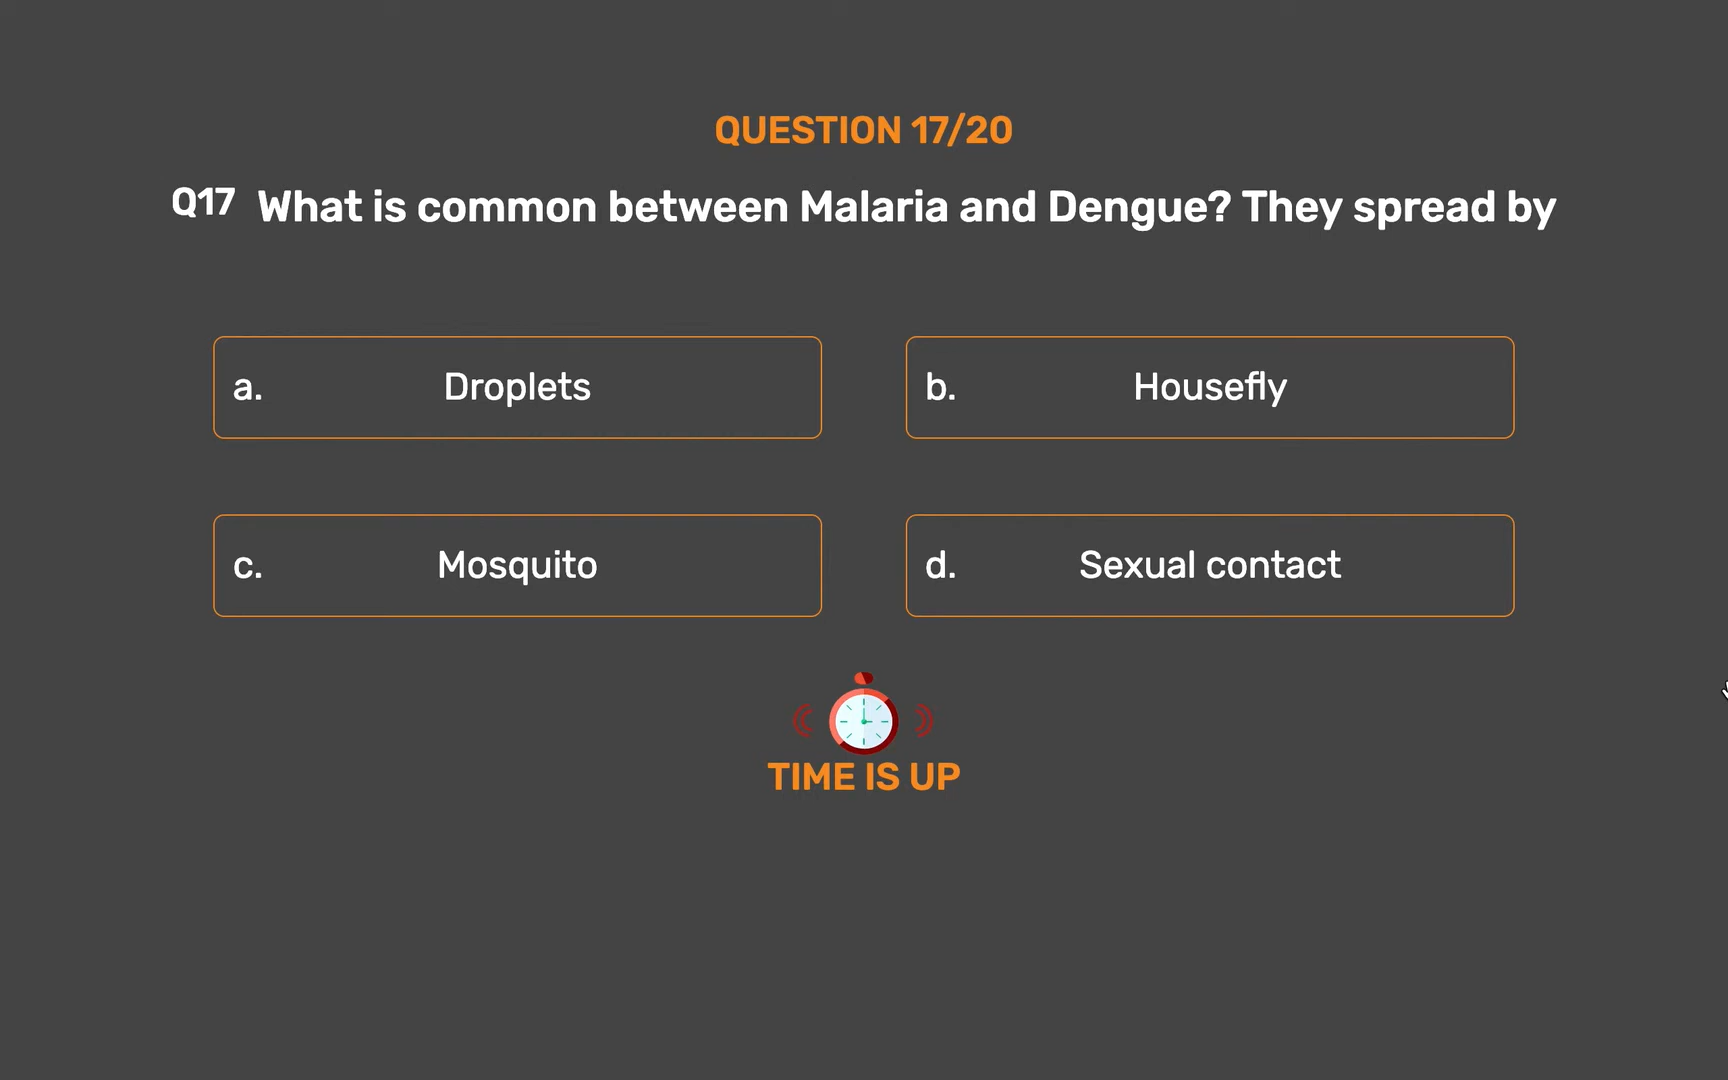 QUESTION 17/20
Q17 What is common between Malaria and Dengue? They spread by
a. Droplets
b. Housefly
c. Mosquito
d. Sexual contact
TIME IS UP